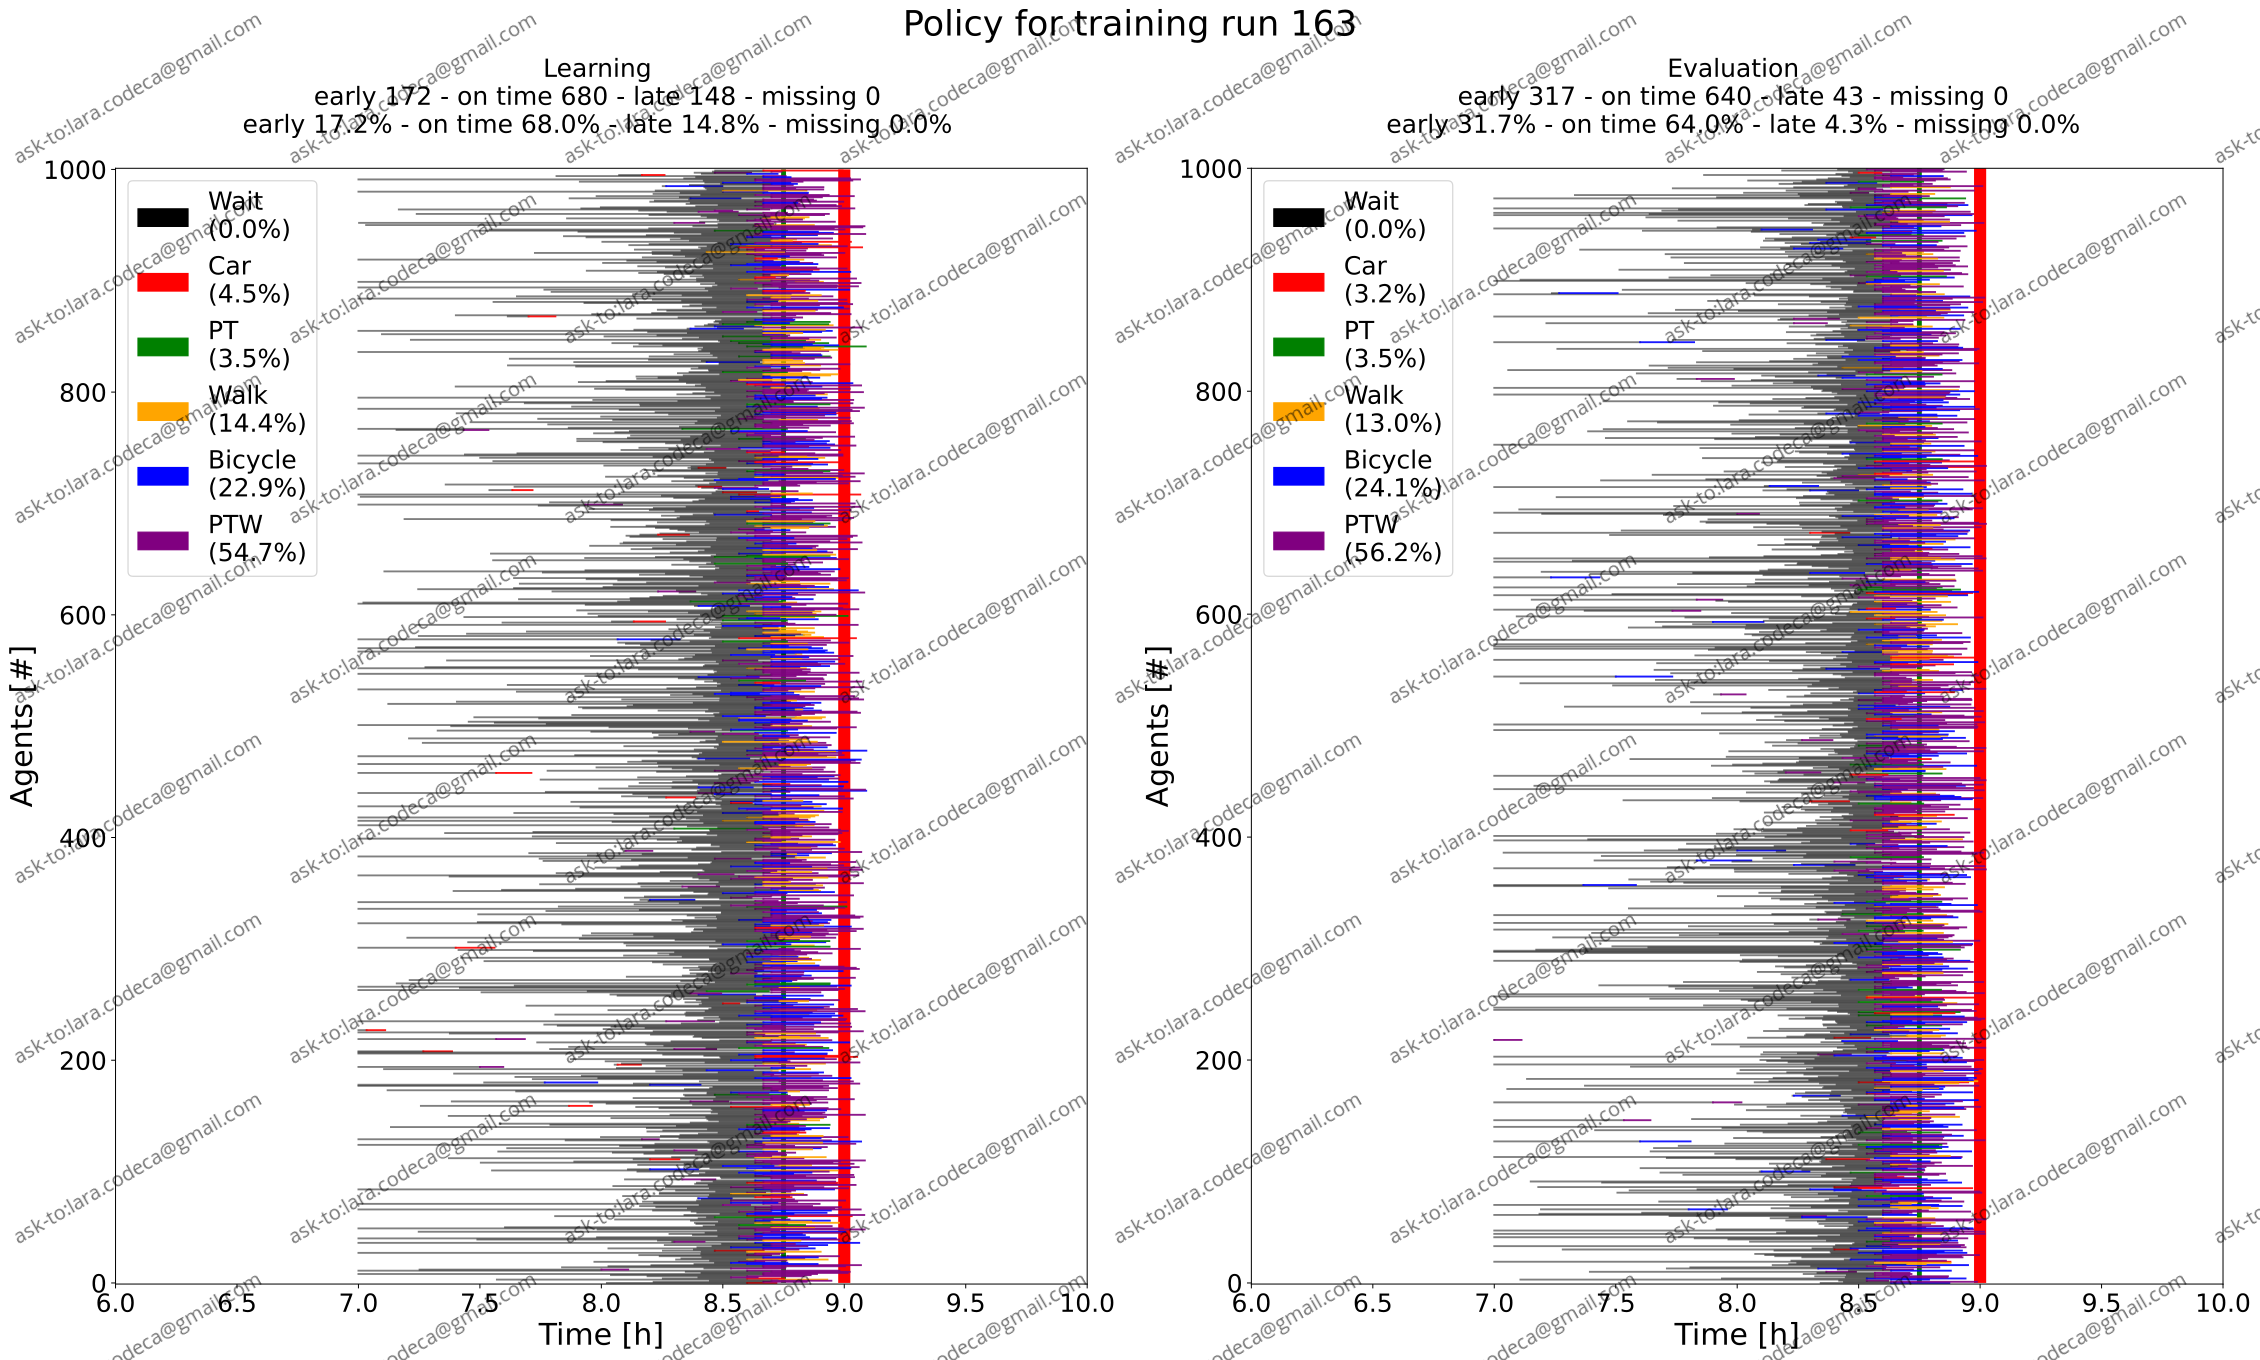 Policy for training run 163
Learning
early 172 - on time 680 - late 148 - missing 0
early 17.2% - on time 68.0% - late 14.8% - missing 0.0%
Agents [#]
1000
800
600
400
200
0
Wait
(0.0%)
Car
(4.5%)
PT
(3.5%)
Walk
(14.4%)
Bicycle
(22.9%)
PTW
(54.7%)
6.0 6.5 7.0 7.5 8.0 8.5 9.0 9.5 10.0
Time [h]
Evaluation
early 317 - on time 640 - late 43 - missing 0
early 31.7% - on time 64.0% - late 4.3% - missing 0.0%
Agents [#]
1000
800
600
400
200
0
Wait
(0.0%)
Car
(3.2%)
PT
(3.5%)
Walk
(13.0%)
Bicycle
(24.1%)
PTW
(56.2%)
6.0 6.5 7.0 7.5 8.0 8.5 9.0 9.5 10.0
Time [h]
ask-to:lara.codeca@gmail.com